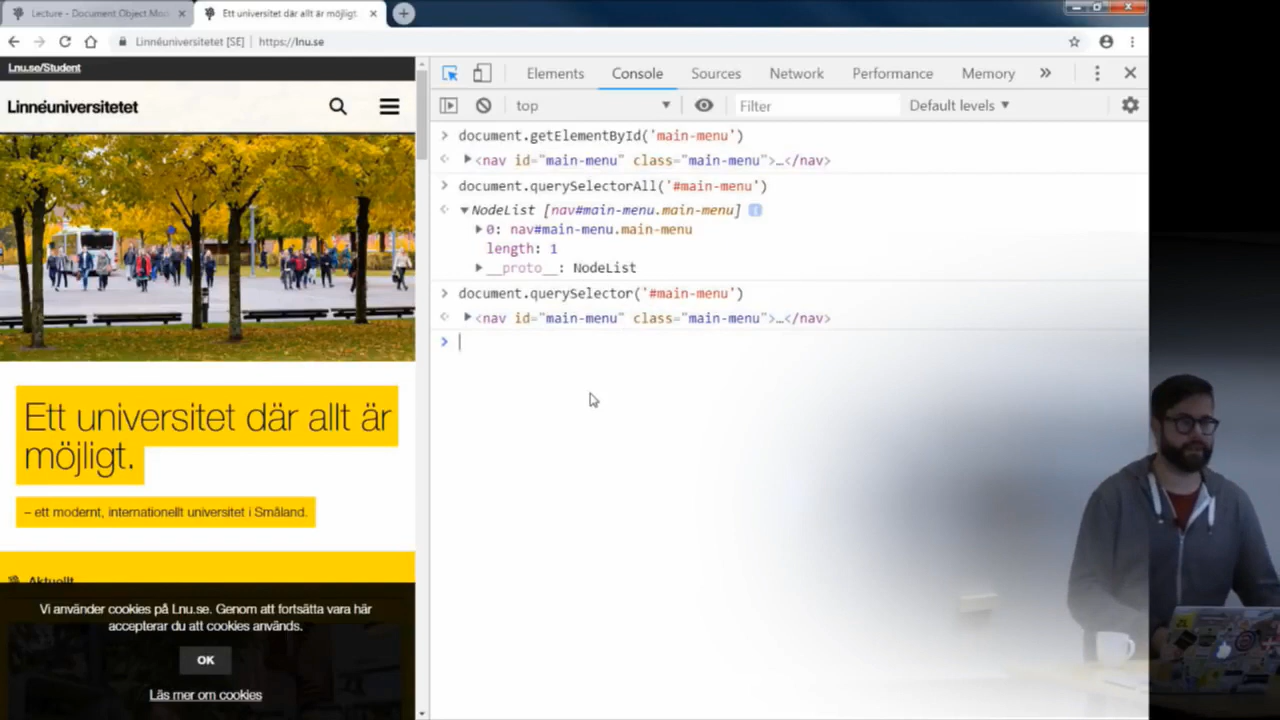 Lecture - Document Object Mod
Ett universitet där allt är möjligt
Linnéuniversitetet [SE] | https://lnu.se
Lnu.se/Student
Linnéuniversitetet
Ett universitet där allt är
möjligt.
– ett modernt, internationellt universitet i Småland.
Aktuellt
Vi använder cookies på Lnu.se. Genom att fortsätta vara här
accepterar du att cookies används.
OK
Läs mer om cookies
Elements Console Sources Network Performance Memory »
top Filter Default levels
document.getElementById('main-menu')
<nav id="main-menu" class="main-menu">…</nav>
document.querySelectorAll('#main-menu')
NodeList [nav#main-menu.main-menu] i
0: nav#main-menu.main-menu
length: 1
__proto__: NodeList
document.querySelector('#main-menu')
<nav id="main-menu" class="main-menu">…</nav>